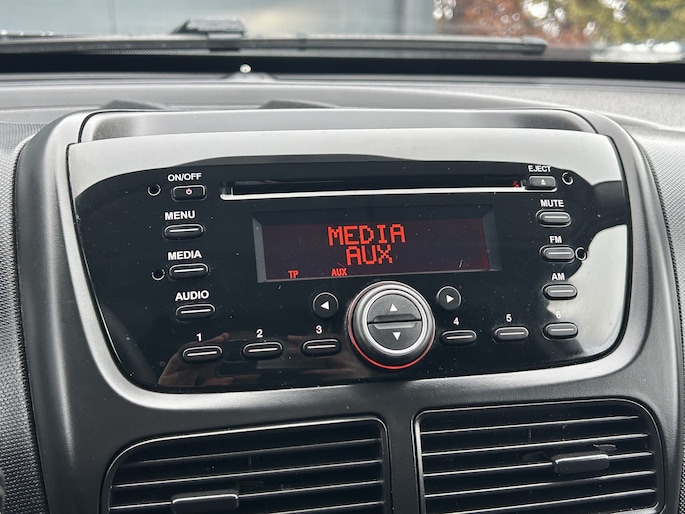 ON/OFF
EJECT
MENU
MUTE
MEDIA
AUX
TP AUX
MEDIA
FM
AUDIO
AM
1 2 3 4 5 6